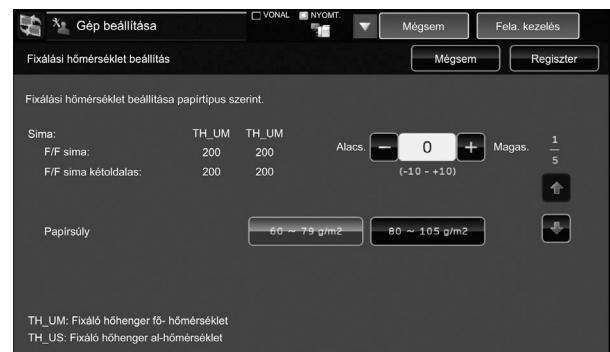 Gép beállítása
VONAL
NYOMT.
Mégsem
Fela. kezelés
Fixálási hőmérséklet beállítás
Mégsem
Regiszter
Fixálási hőmérséklet beállítása papírtípus szerint.
Sima: TH_UM TH_UM
F/F sima: 200 200
F/F sima kétoldalas: 200 200
Alacs. − 0 + Magas.
(-10 - +10)
1
5
Papírsúly 60 ~ 79 g/m2 80 ~ 105 g/m2
TH_UM: Fixáló hőhenger fő- hőmérséklet
TH_US: Fixáló hőhenger al-hőmérséklet